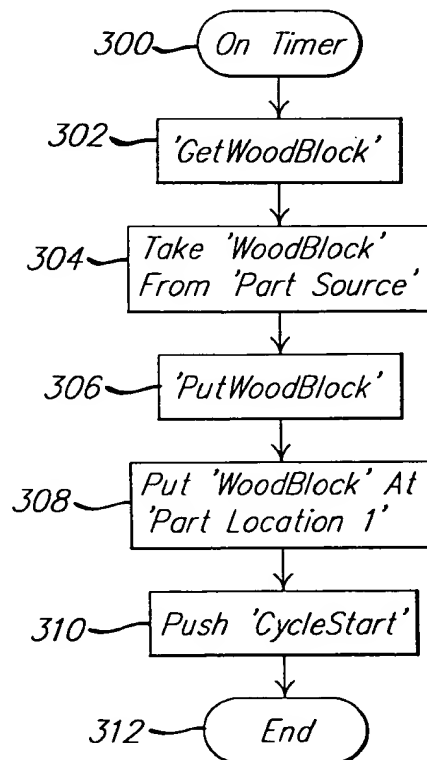 300
On Timer
302
'GetWoodBlock'
304
Take 'WoodBlock'
From 'Part Source'
306
'PutWoodBlock'
308
Put 'WoodBlock' At
'Part Location 1'
310
Push 'CycleStart'
312
End